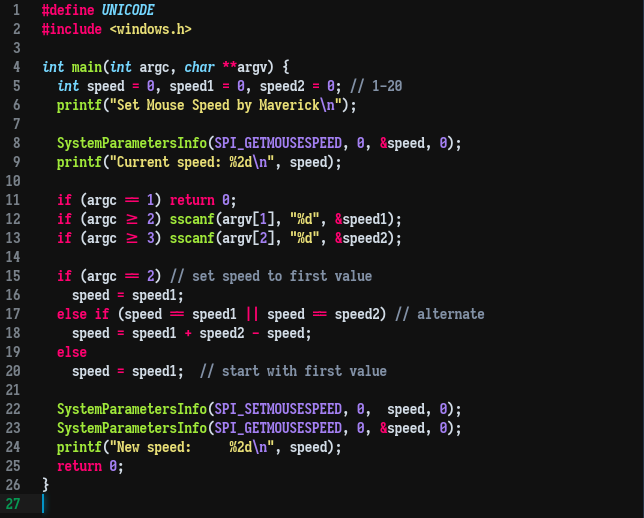 1 #define UNICODE
2 #include <windows.h>
3
4 int main(int argc, char **argv) {
5   int speed = 0, speed1 = 0, speed2 = 0; // 1-20
6   printf("Set Mouse Speed by Maverick\n");
7
8   SystemParametersInfo(SPI_GETMOUSESPEED, 0, &speed, 0);
9   printf("Current speed: %2d\n", speed);
10
11   if (argc == 1) return 0;
12   if (argc >= 2) sscanf(argv[1], "%d", &speed1);
13   if (argc >= 3) sscanf(argv[2], "%d", &speed2);
14
15   if (argc == 2) // set speed to first value
16     speed = speed1;
17   else if (speed == speed1 || speed == speed2) // alternate
18     speed = speed1 + speed2 - speed;
19   else
20     speed = speed1;  // start with first value
21
22   SystemParametersInfo(SPI_SETMOUSESPEED, 0,  speed, 0);
23   SystemParametersInfo(SPI_GETMOUSESPEED, 0, &speed, 0);
24   printf("New speed:     %2d\n", speed);
25   return 0;
26 }
27